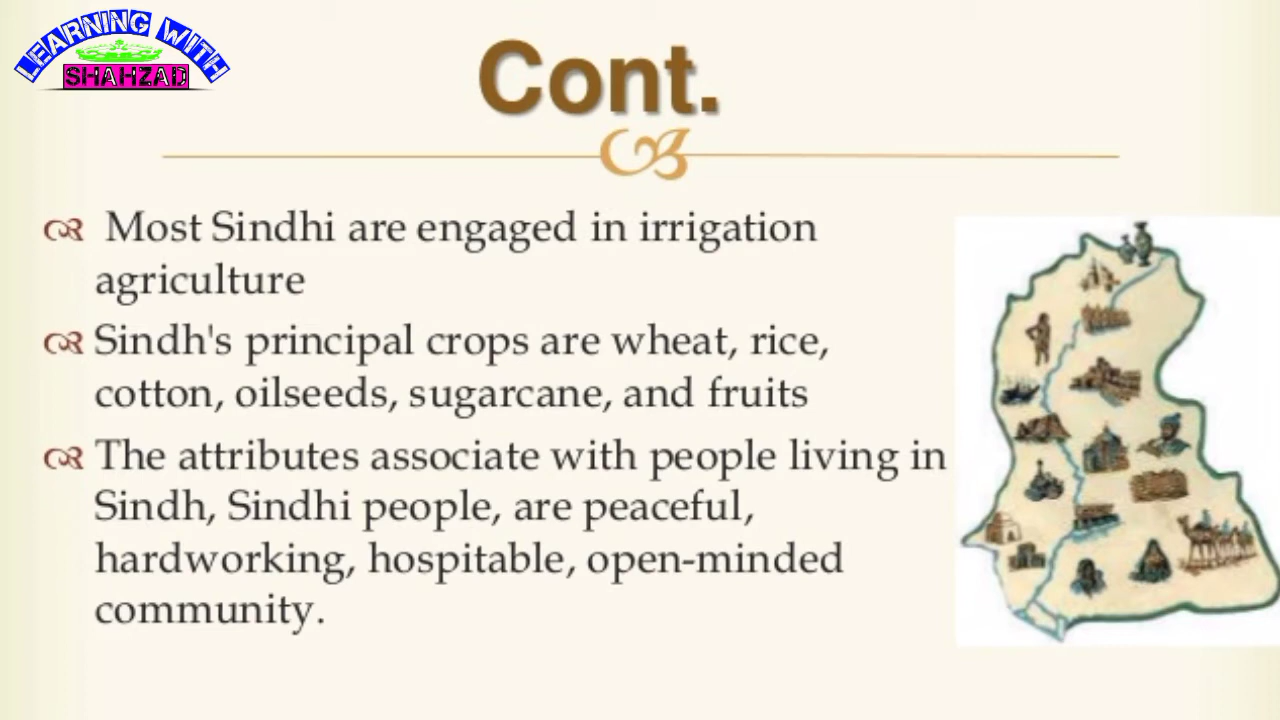 LEARNING WITH
SHAHZAD
Cont.
Most Sindhi are engaged in irrigation
agriculture
Sindh's principal crops are wheat, rice,
cotton, oilseeds, sugarcane, and fruits
The attributes associate with people living in
Sindh, Sindhi people, are peaceful,
hardworking, hospitable, open-minded
community.